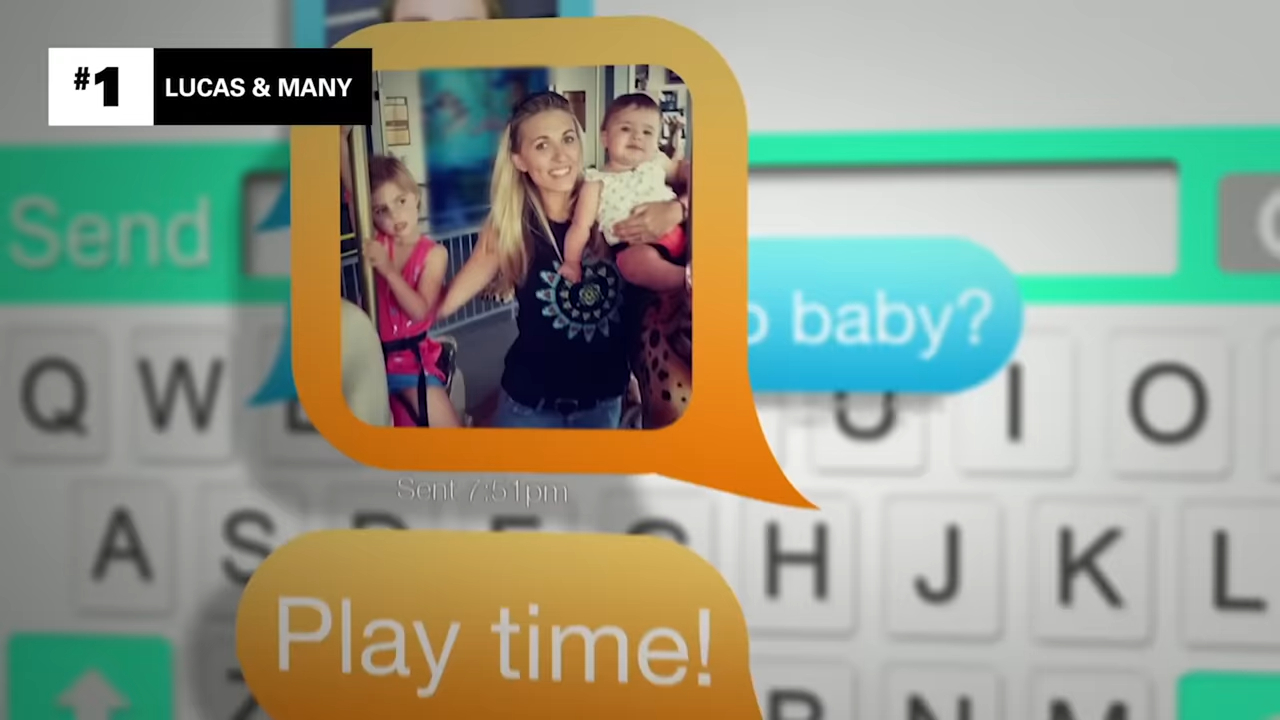 #1 LUCAS & MANY
Send
baby?
Q W U I O
Sent 7:51pm
A S D F G H J K L
Play time!
Z B N M